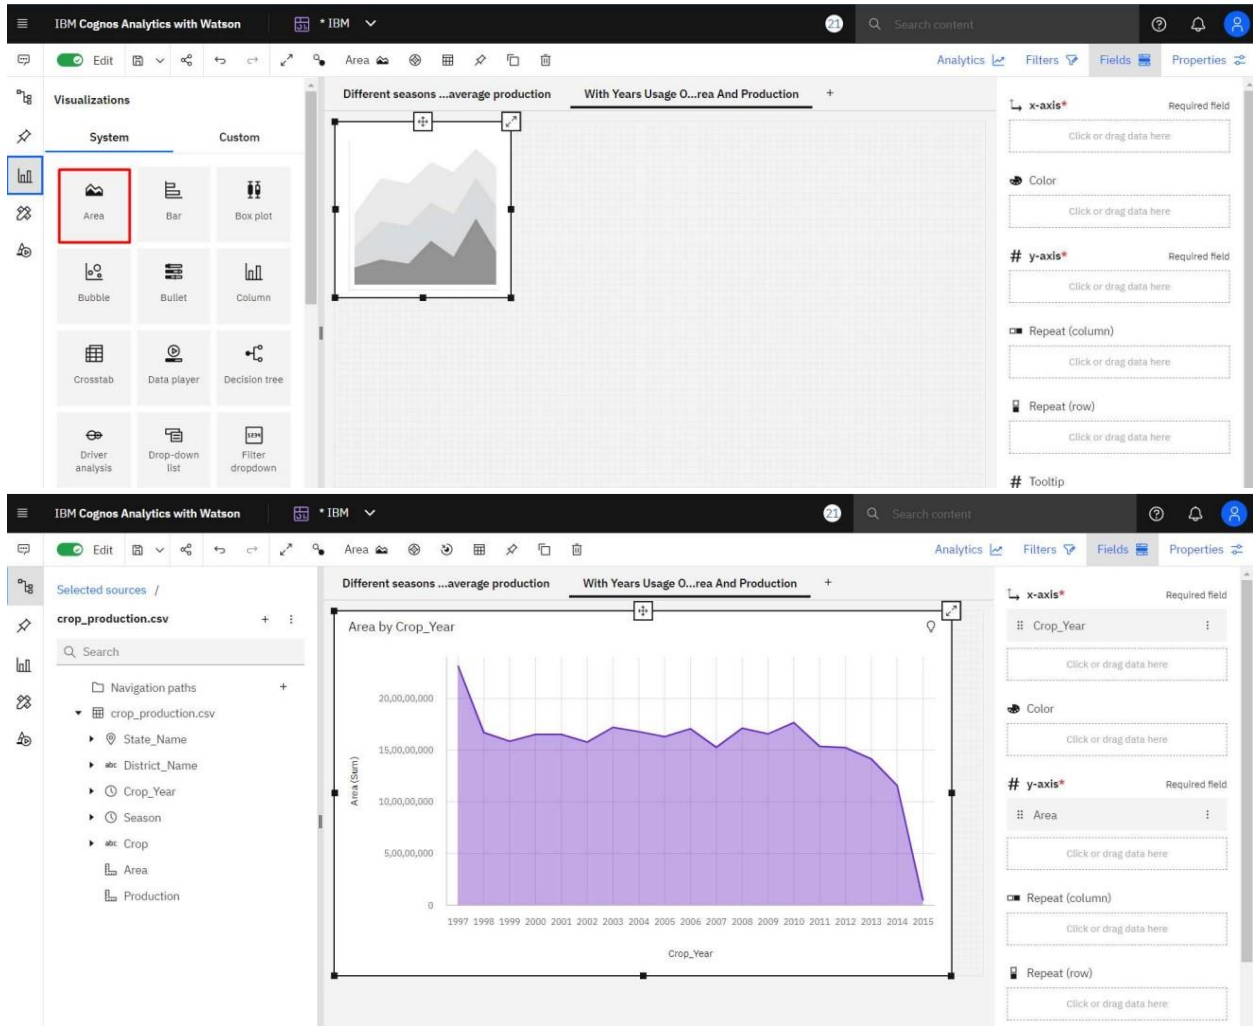 IBM Cognos Analytics with Watson
* IBM
21
Search content
Edit
Area
Analytics
Filters
Fields
Properties
Visualizations
System
Custom
Area
Bar
Box plot
Bubble
Bullet
Column
Crosstab
Data player
Decision tree
Driver analysis
Drop-down list
1234
Filter dropdown
Different seasons ...average production
With Years Usage O...rea And Production
+
x-axis*
Required field
Click or drag data here
Color
Click or drag data here
# y-axis*
Required field
Click or drag data here
Repeat (column)
Click or drag data here
Repeat (row)
Click or drag data here
# Tooltip
IBM Cognos Analytics with Watson
* IBM
21
Search content
Edit
Area
Analytics
Filters
Fields
Properties
Selected sources /
crop_production.csv
+
Search
Navigation paths
+
crop_production.csv
State_Name
abc District_Name
Crop_Year
Season
abc Crop
Area
Production
Different seasons ...average production
With Years Usage O...rea And Production
+
Area by Crop_Year
Area (Sum)
20,00,00,000
15,00,00,000
10,00,00,000
5,00,00,000
0
1997 1998 1999 2000 2001 2002 2003 2004 2005 2006 2007 2008 2009 2010 2011 2012 2013 2014 2015
Crop_Year
x-axis*
Required field
Crop_Year
Click or drag data here
Color
Click or drag data here
# y-axis*
Required field
Area
Click or drag data here
Repeat (column)
Click or drag data here
Repeat (row)
Click or drag data here